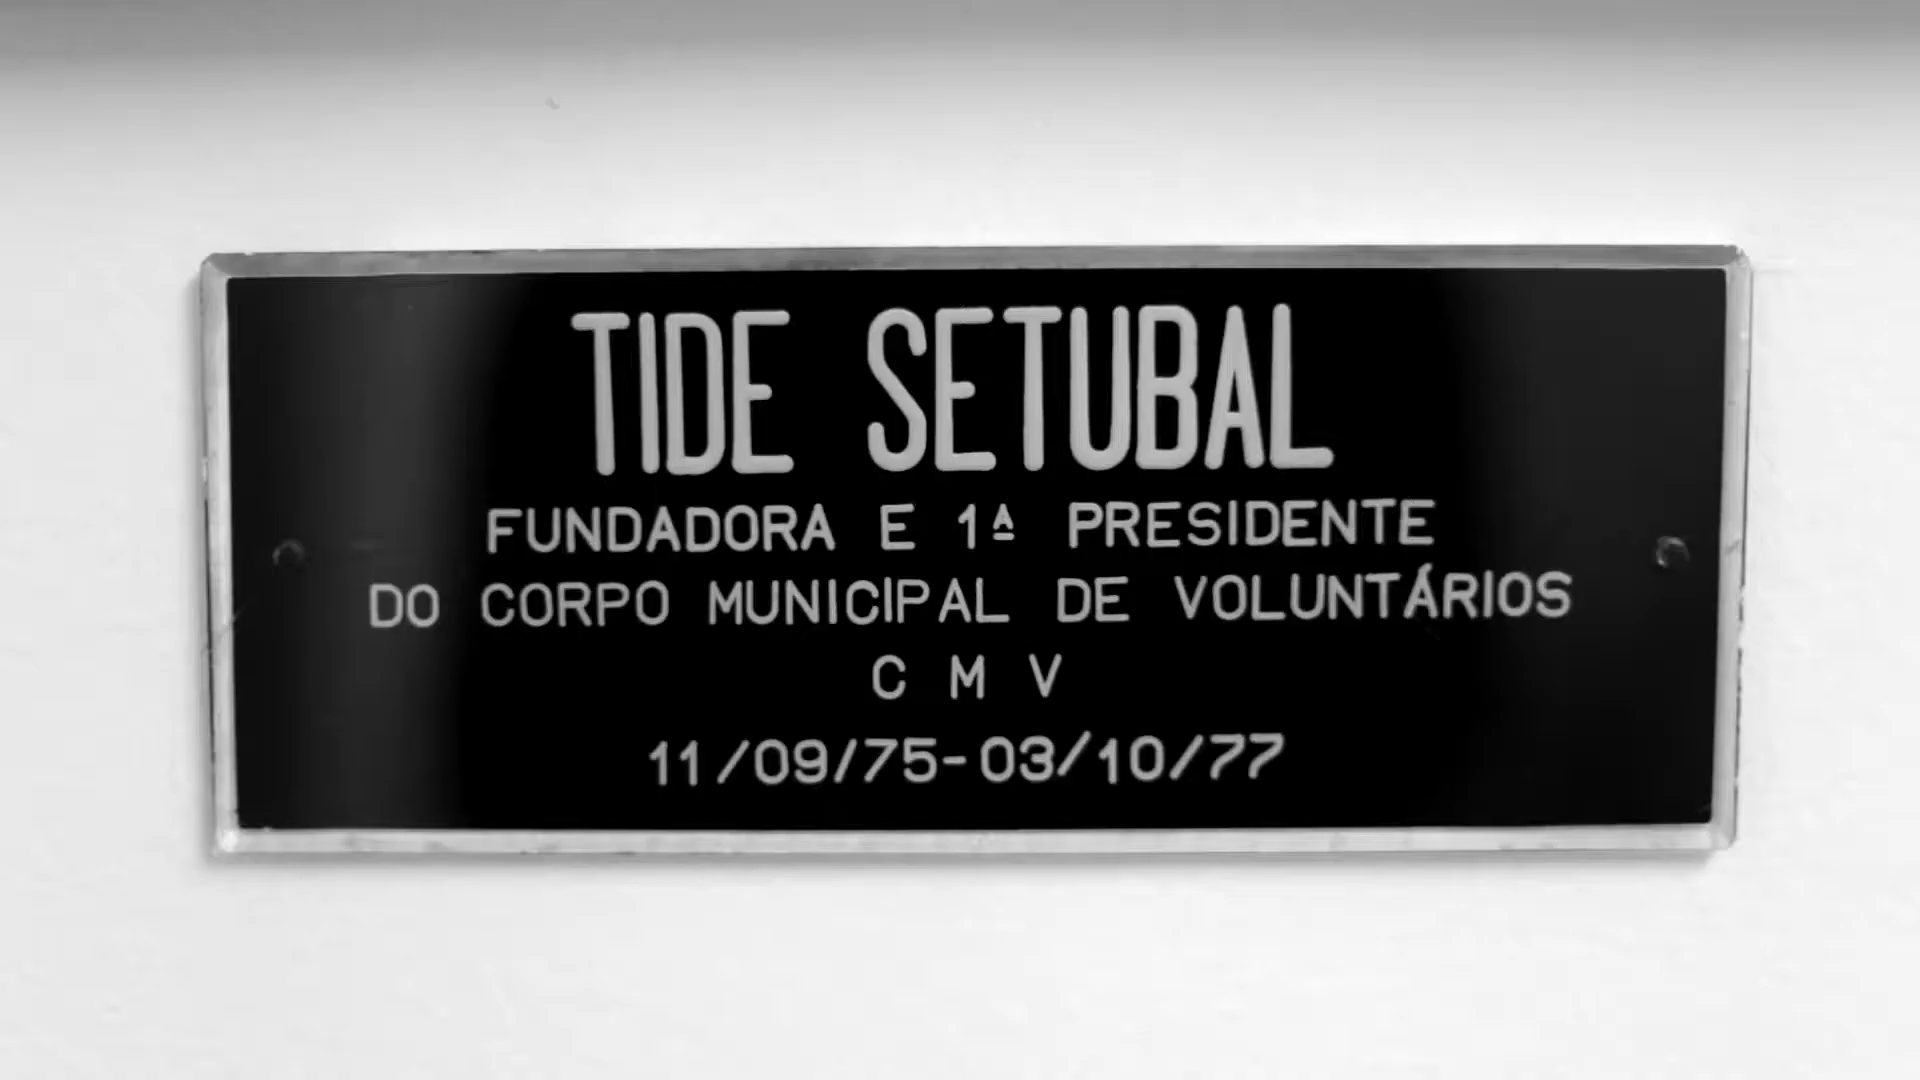 TIDE SETUBAL
FUNDADORA E 1ª PRESIDENTE
DO CORPO MUNICIPAL DE VOLUNTÁRIOS
C M V
11/09/75-03/10/77